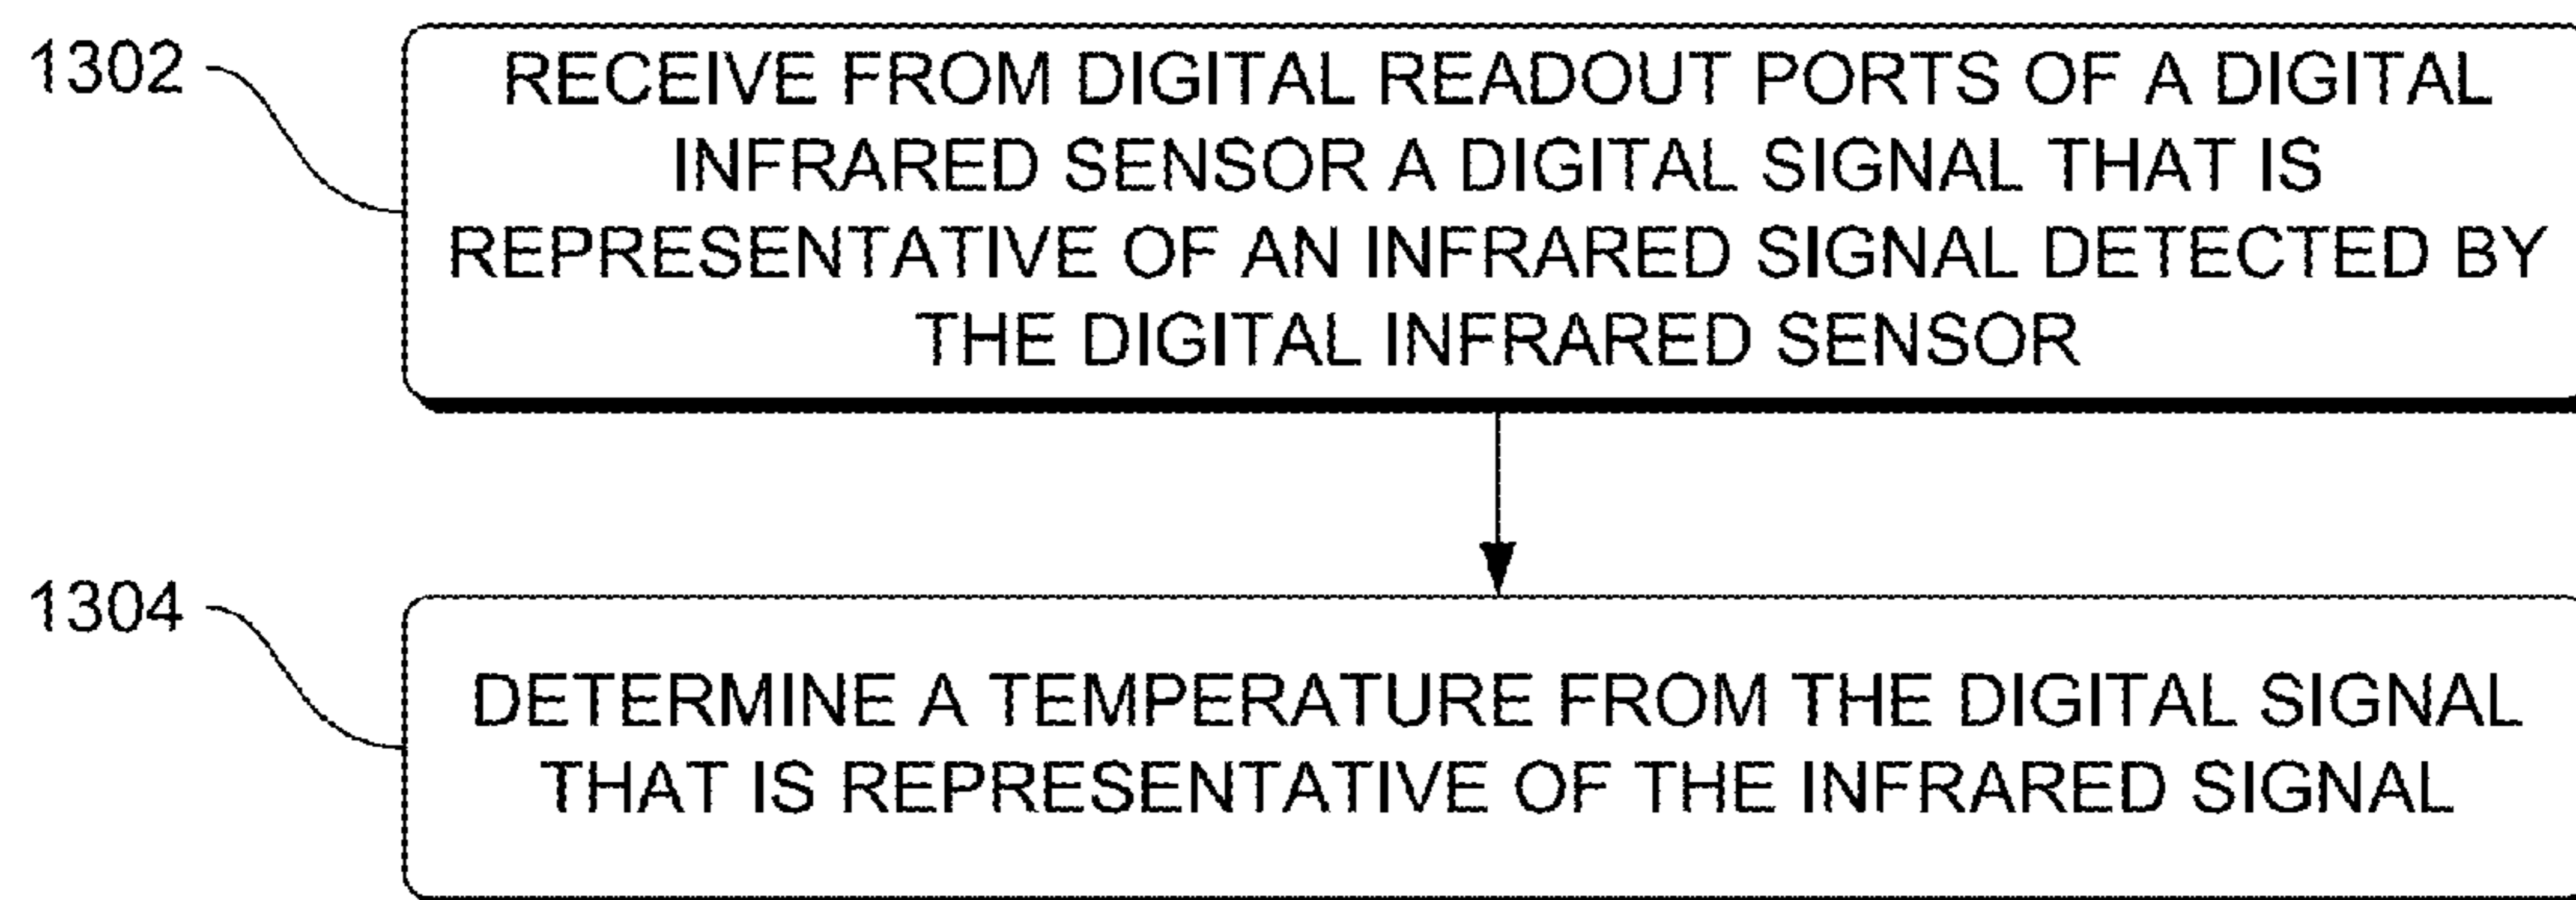 1302
RECEIVE FROM DIGITAL READOUT PORTS OF A DIGITAL
INFRARED SENSOR A DIGITAL SIGNAL THAT IS
REPRESENTATIVE OF AN INFRARED SIGNAL DETECTED BY
THE DIGITAL INFRARED SENSOR
1304
DETERMINE A TEMPERATURE FROM THE DIGITAL SIGNAL
THAT IS REPRESENTATIVE OF THE INFRARED SIGNAL